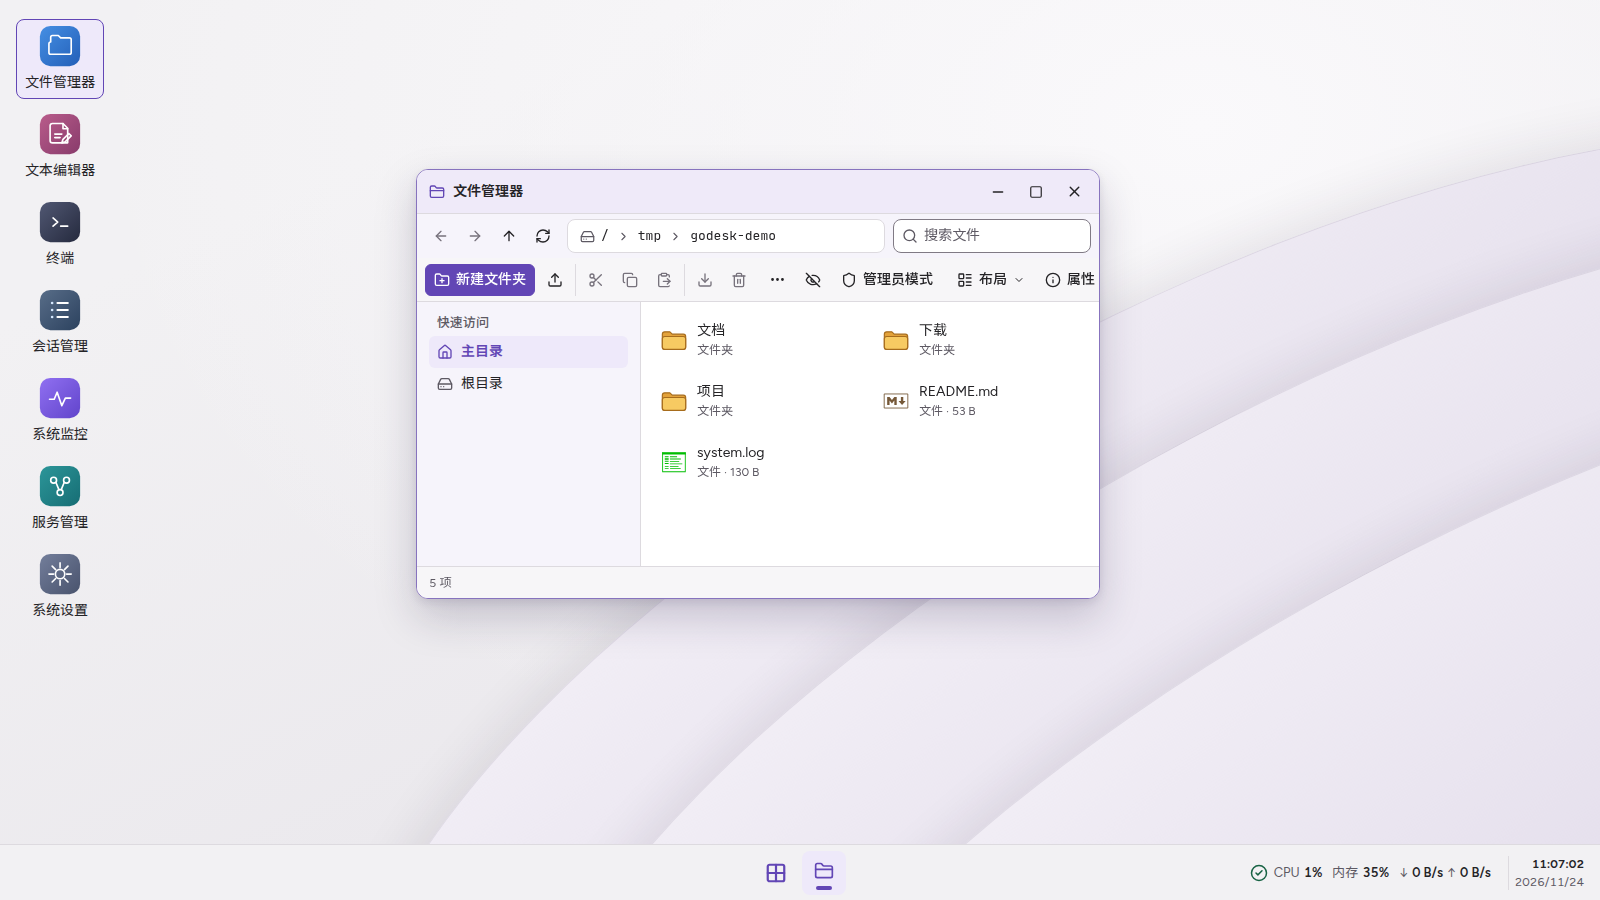 文件管理器
文本编辑器
终端
会话管理
系统监控
服务管理
系统设置
文件管理器
/ > tmp > godesk-demo
搜索文件
新建文件夹
管理员模式
布局
属性
快速访问
主目录
根目录
文档
文件夹
下载
文件夹
项目
文件夹
README.md
文件 · 53 B
system.log
文件 · 130 B
5 项
CPU 1% 内存 35% ↓ 0 B/s ↑ 0 B/s
11:07:02
2026/11/24